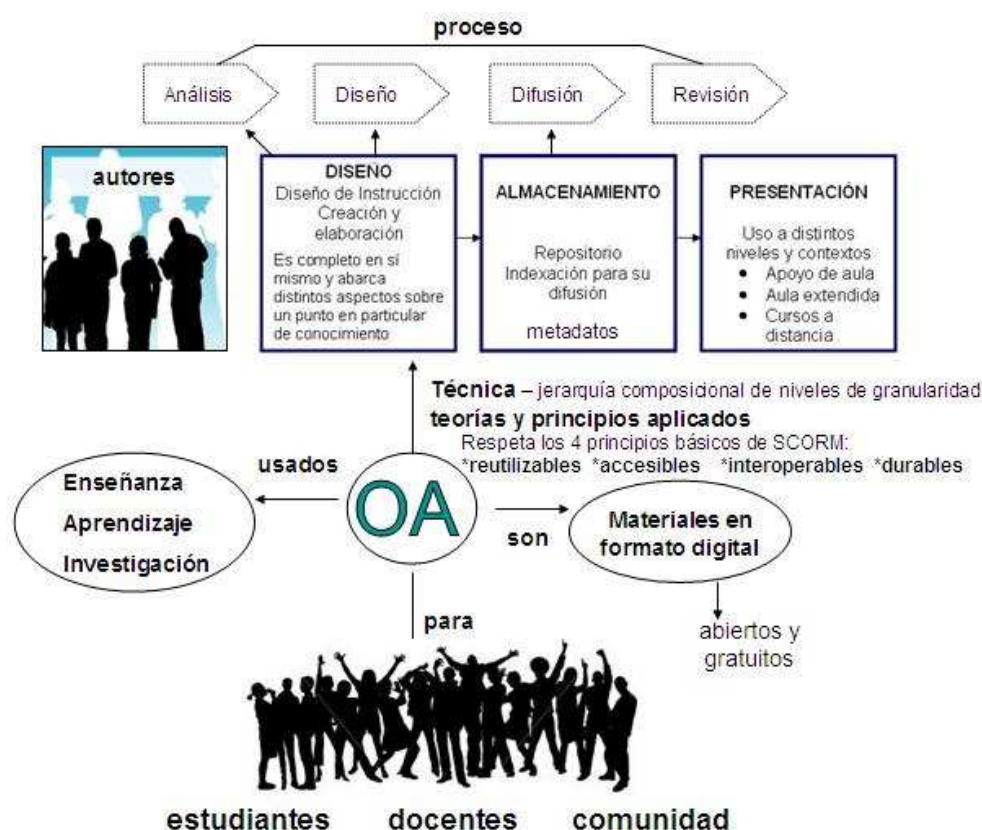 proceso
Análisis
Diseño
Difusión
Revisión
autores
DISEÑO
Diseño de Instrucción
Creación y
elaboración
Es completo en sí
mismo y abarca
distintos aspectos sobre
un punto en particular
de conocimiento
ALMACENAMIENTO
Repositorio
Indexación para su
difusión
metadatos
PRESENTACIÓN
Uso a distintos
niveles y contextos
● Apoyo de aula
● Aula extendida
● Cursos a
distancia
Técnica – jerarquía composicional de niveles de granularidad
teorías y principios aplicados
Respeta los 4 principios básicos de SCORM:
*reutilizables *accesibles *interoperables *durables
usados
Enseñanza
Aprendizaje
Investigación
OA
son
Materiales en
formato digital
abiertos y
gratuitos
para
estudiantes docentes comunidad